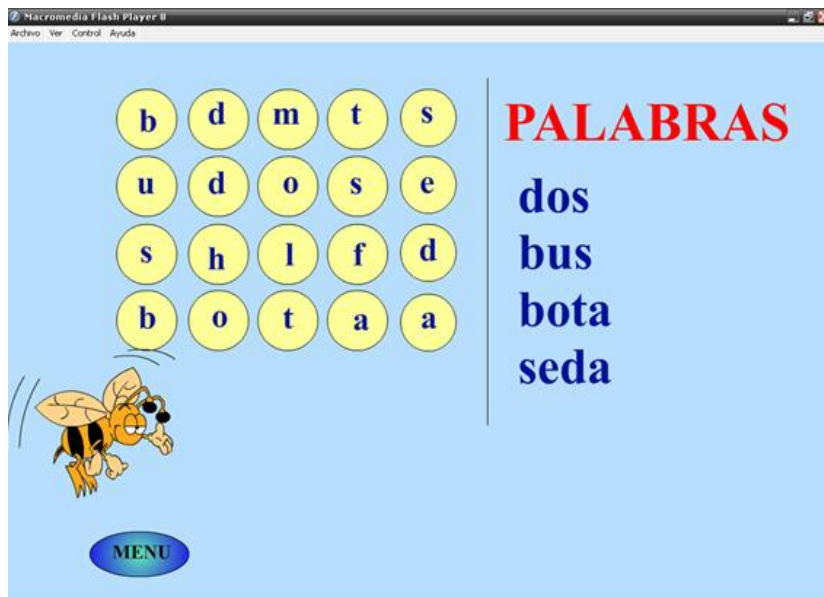 Macromedia Flash Player 8
Archivo Ver Control Ayuda
b d m t s
u d o s e
s h l f d
b o t a a
PALABRAS
dos
bus
bota
seda
MENU